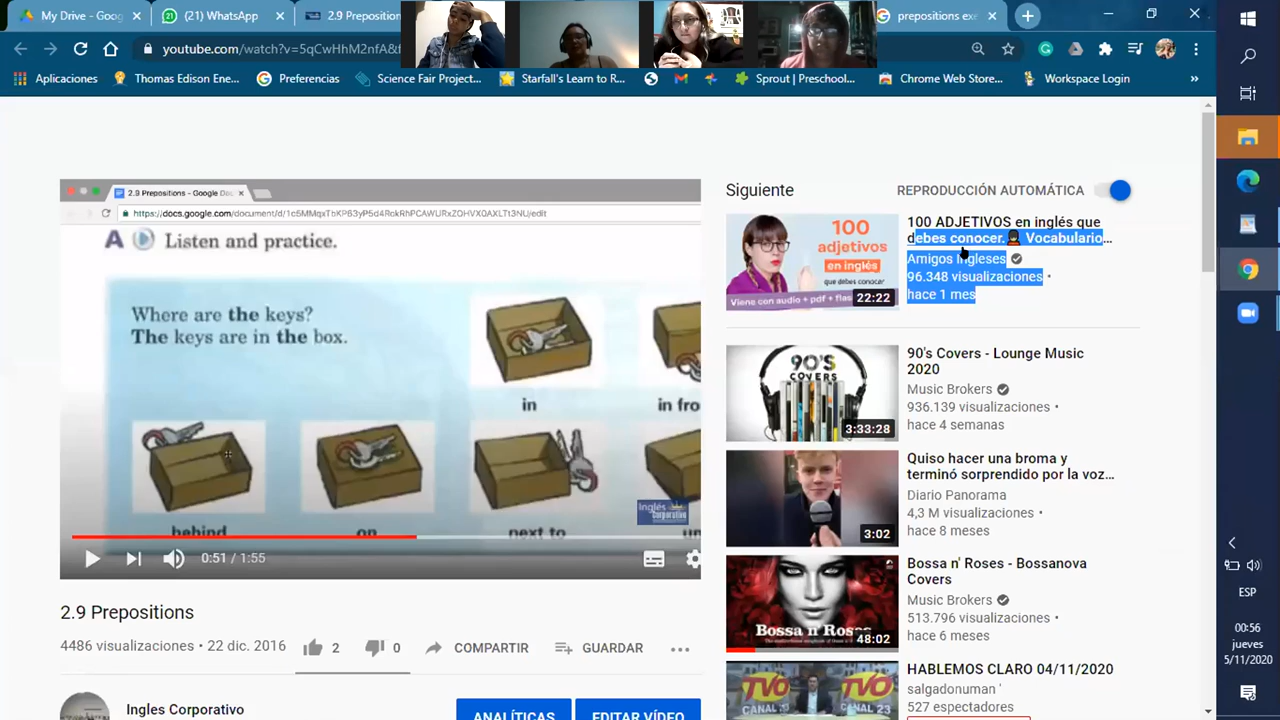 My Drive - Goog
(21) WhatsApp
2.9 Preposition
prepositions exe
youtube.com/watch?v=5qCwHhM2nfA&f
Aplicaciones
Thomas Edison Ene...
Preferencias
Science Fair Project...
Starfall's Learn to R...
Sprout | Preschool...
Chrome Web Store...
Workspace Login
»
2.9 Prepositions - Google Doc
https://docs.google.com/document/d/
/edit
A Listen and practice.
Where are the keys?
The keys are in the box.
in
in fro
behind
on
next to
un
Inglés
Corporativo
0:51 / 1:55
2.9 Prepositions
4486 visualizaciones • 22 dic. 2016
2
0
COMPARTIR
GUARDAR
Ingles Corporativo
ANALÍTICAS
EDITAR VÍDEO
Siguiente
REPRODUCCIÓN AUTOMÁTICA
100
adjetivos
en inglés
que debes conocer
Viene con audio + pdf + flas
22:22
100 ADJETIVOS en inglés que
debes conocer. Vocabulario...
Amigos Ingleses
96.348 visualizaciones •
hace 1 mes
90'S
COVERS
3:33:28
90's Covers - Lounge Music
2020
Music Brokers
936.139 visualizaciones •
hace 4 semanas
3:02
Quiso hacer una broma y
terminó sorprendido por la voz...
Diario Panorama
4,3 M visualizaciones •
hace 8 meses
Bossa n' Roses
48:02
Bossa n' Roses - Bossanova
Covers
Music Brokers
513.796 visualizaciones •
hace 6 meses
TVO
CANAL 23
TVO
CANAL 23
HABLEMOS CLARO 04/11/2020
salgadonuman '
527 espectadores
ESP
00:56
jueves
5/11/2020